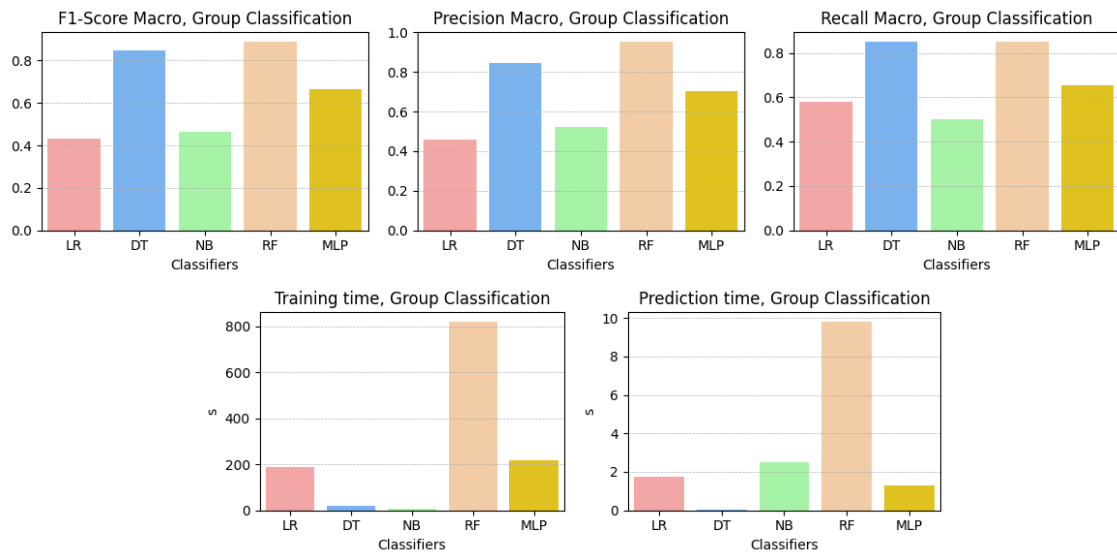 F1-Score Macro, Group Classification
0.8
0.6
0.4
0.2
0.0
LR DT NB RF MLP
Classifiers
Precision Macro, Group Classification
1.0
0.8
0.6
0.4
0.2
0.0
LR DT NB RF MLP
Classifiers
Recall Macro, Group Classification
0.8
0.6
0.4
0.2
0.0
LR DT NB RF MLP
Classifiers
Training time, Group Classification
s
800
600
400
200
0
LR DT NB RF MLP
Classifiers
Prediction time, Group Classification
s
10
8
6
4
2
0
LR DT NB RF MLP
Classifiers